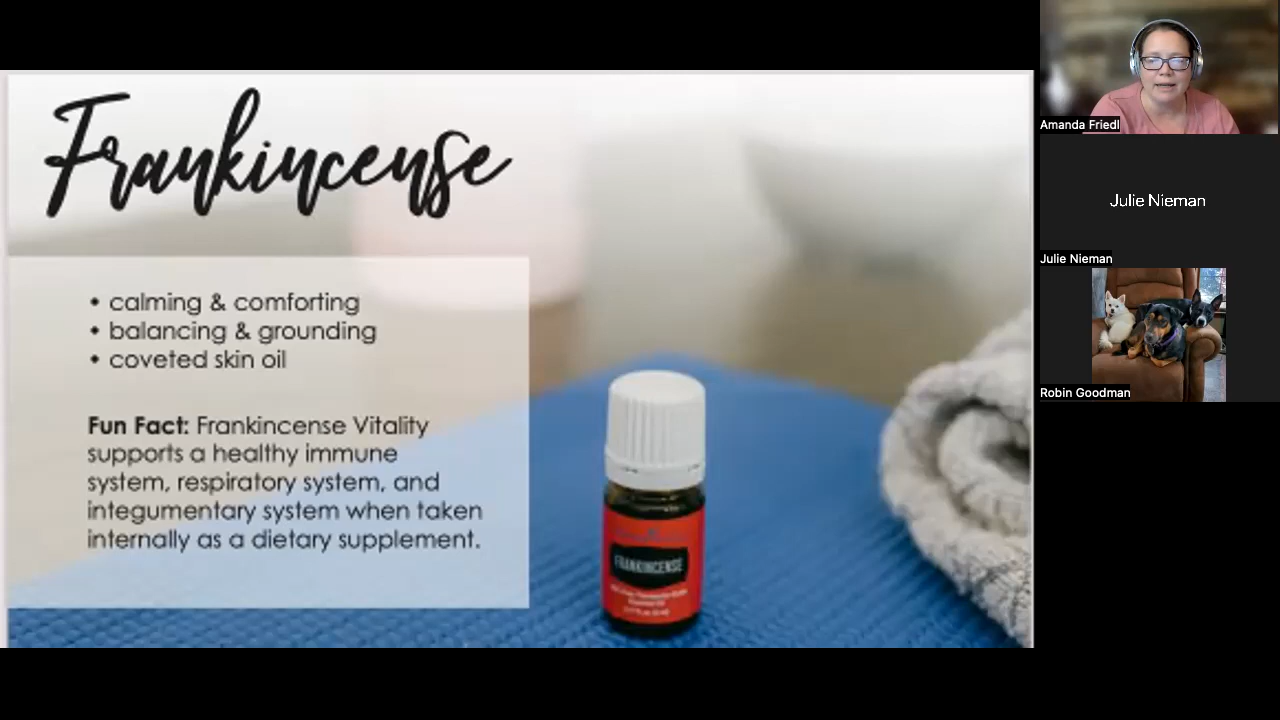 Frankincense
• calming & comforting
• balancing & grounding
• coveted skin oil
Fun Fact: Frankincense Vitality
supports a healthy immune
system, respiratory system, and
integumentary system when taken
internally as a dietary supplement.
FRANKINCENSE
Amanda Friedl
Julie Nieman
Julie Nieman
Robin Goodman